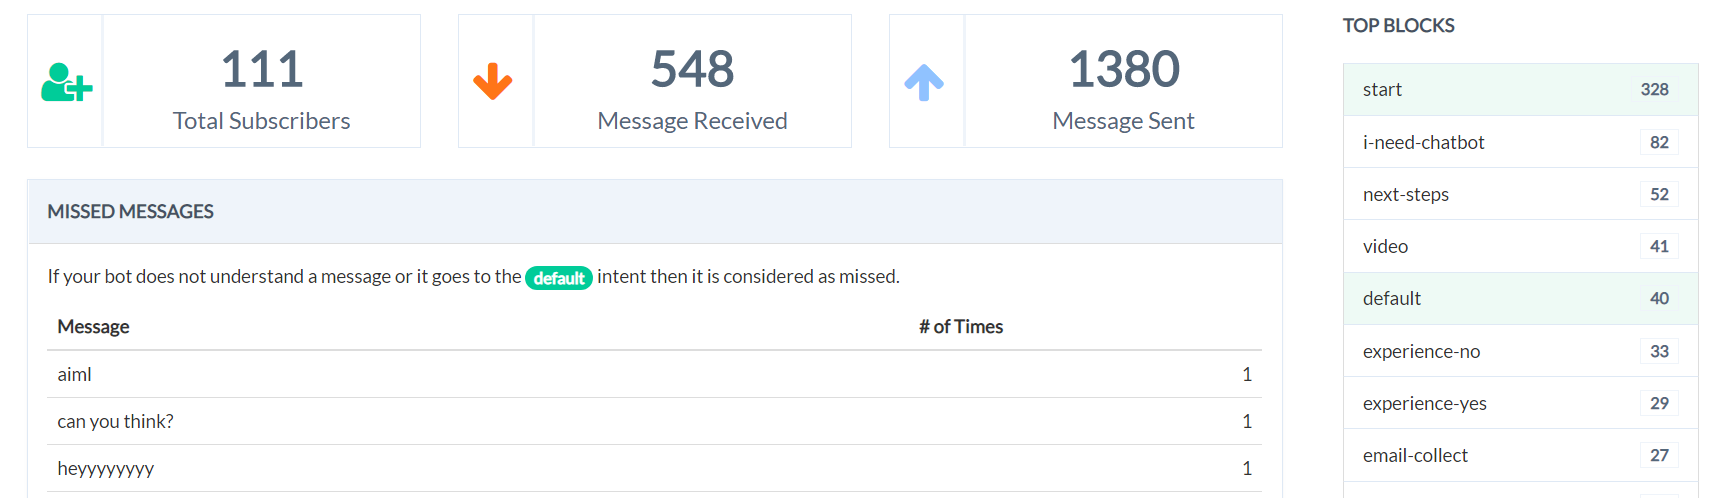 111
Total Subscribers
548
Message Received
1380
Message Sent
MISSED MESSAGES
If your bot does not understand a message or it goes to the default intent then it is considered as missed.
Message # of Times
aiml 1
can you think? 1
heyyyyyyyy 1
TOP BLOCKS
start 328
i-need-chatbot 82
next-steps 52
video 41
default 40
experience-no 33
experience-yes 29
email-collect 27